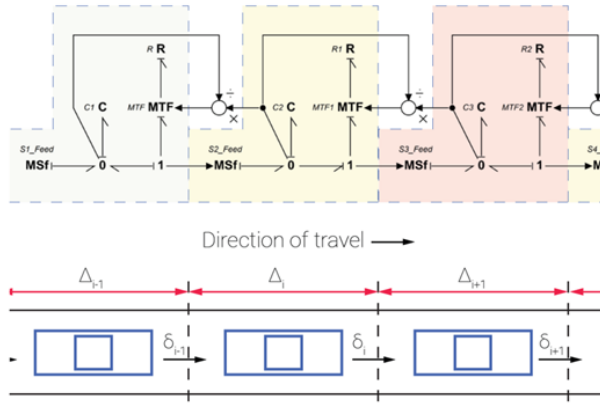 R R R1 R R2 R
÷ ÷
C1 C MTF MTF C2 C MTF1 MTF C3 C MTF2 MTF
× ×
S1_Feed S2_Feed S3_Feed S4_
MSf 0 1 MSf 0 1 MSf 0 1 M
Direction of travel
Δi-1 Δi Δi+1
δi-1 δi δi+1